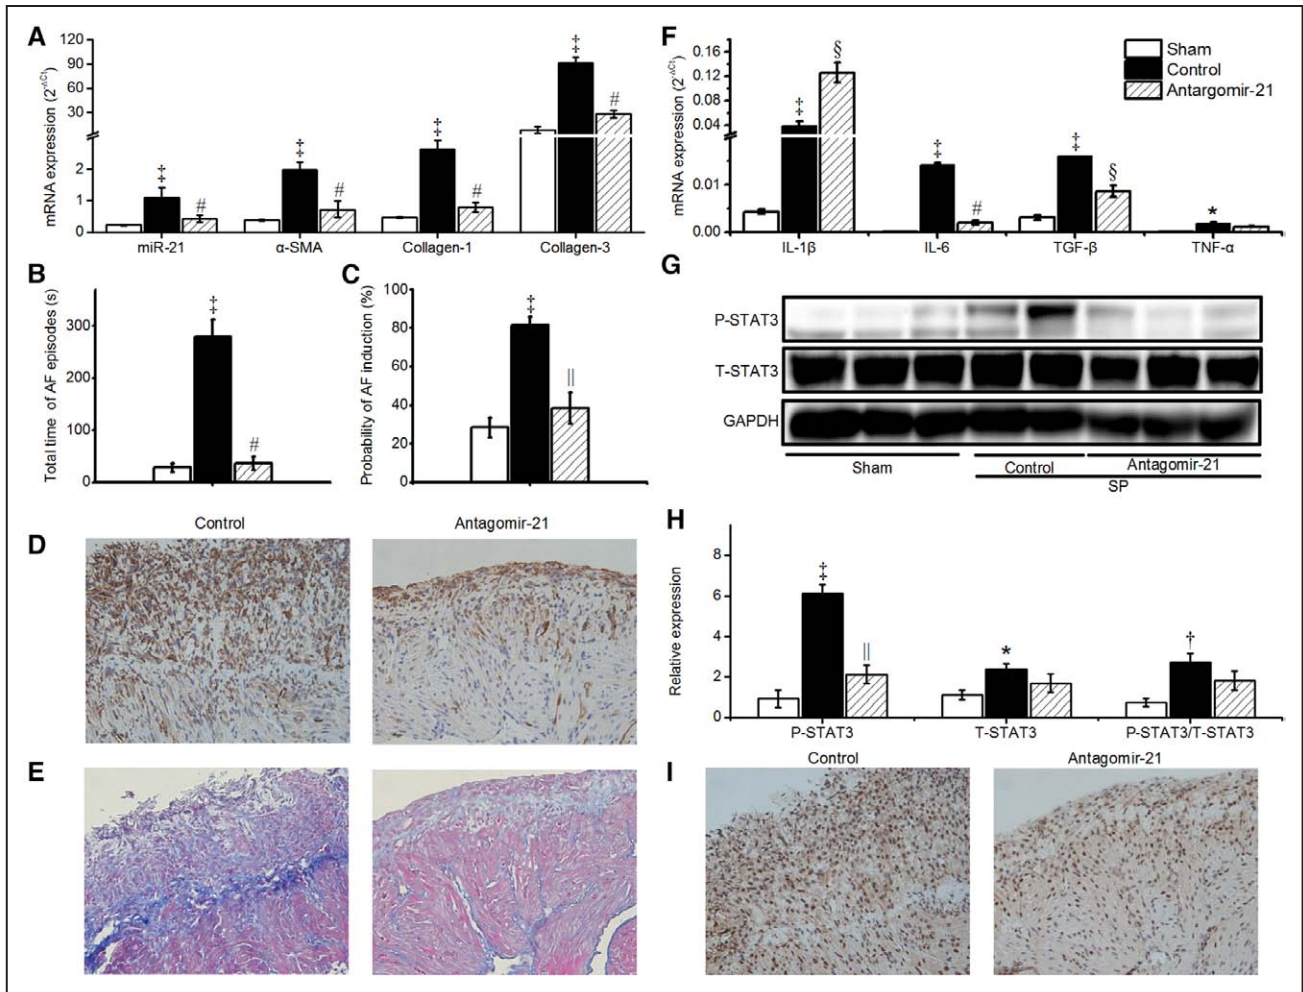 A
120
90
60
30
2
1
0
mRNA expression (2^-ΔCt)
‡
#
‡
#
‡
#
‡
#
miR-21
α-SMA
Collagen-1
Collagen-3
F
0.16
0.12
0.08
0.04
0.01
0.00
mRNA expression (2^-ΔCt)
‡
§
‡
#
‡
§
*
IL-1β
IL-6
TGF-β
TNF-α
Sham
Control
Antargomir-21
B
300
200
100
0
Total time of AF episodes (s)
‡
#
C
100
80
60
40
20
0
Probability of AF induction (%)
‡
||
G
P-STAT3
T-STAT3
GAPDH
Sham
Control
Antagomir-21
SP
Control
Antagomir-21
D
E
H
8
6
4
2
0
Relative expression
‡
||
*
†
P-STAT3
T-STAT3
P-STAT3/T-STAT3
Control
Antagomir-21
I